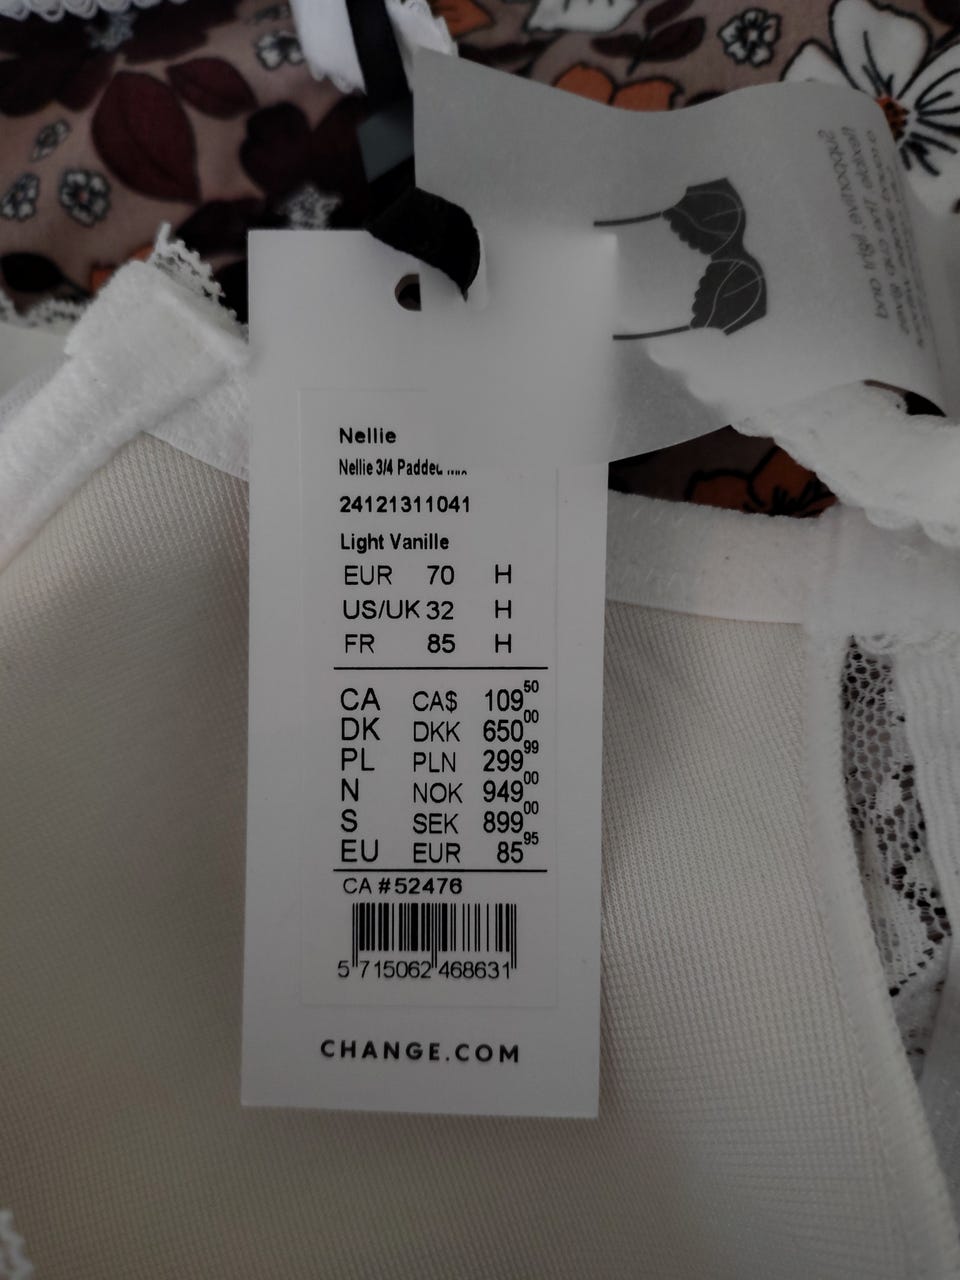 Nellie
Nellie 3/4 Padded
24121311041
Light Vanille
EUR 70 H
US/UK 32 H
FR 85 H
CA CA$ 109 50
DK DKK 650 00
PL PLN 299 99
N NOK 949 00
S SEK 899 00
EU EUR 85 95
CA #52476
5 715062 468631
CHANGE.COM